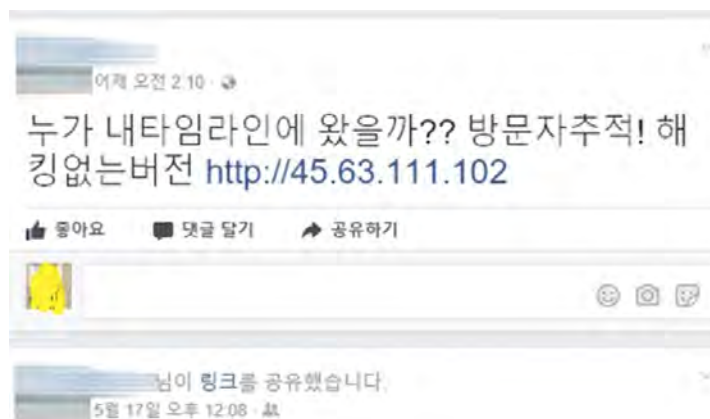 어제 오전 2:10
누가 내타임라인에 왔을까?? 방문자추적! 해
킹없는버전 http://45.63.111.102
좋아요 댓글 달기 공유하기
님이 링크를 공유했습니다
5월 17일 오후 12:08